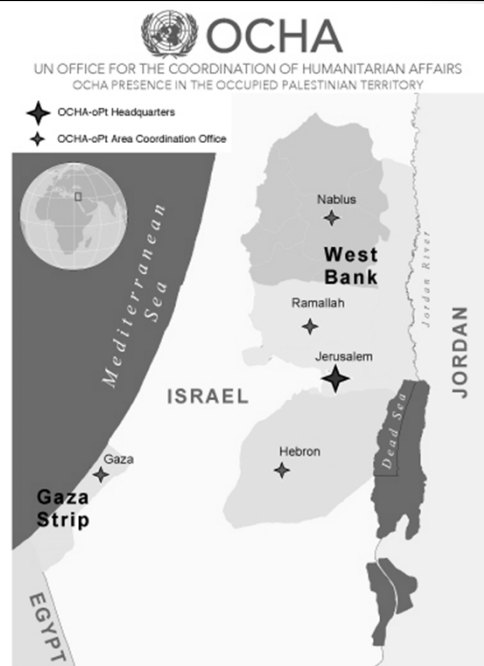 OCHA
UN OFFICE FOR THE COORDINATION OF HUMANITARIAN AFFAIRS
OCHA PRESENCE IN THE OCCUPIED PALESTINIAN TERRITORY
OCHA-oPt Headquarters
OCHA-oPt Area Coordination Office
Mediterranean
Sea
Nablus
West
Bank
Jordan River
Ramallah
Jerusalem
JORDAN
ISRAEL
Dead Sea
Hebron
Gaza
Gaza
Strip
EGYPT